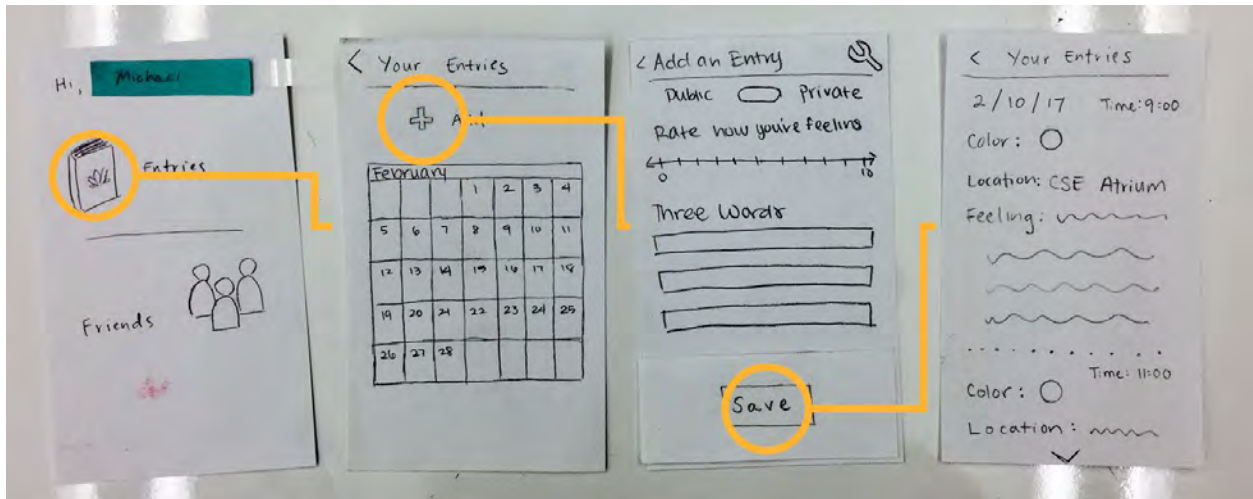 Hi, Michael
Entries
Friends
< Your Entries
Add
February
1 2 3 4
5 6 7 8 9 10 11
12 13 14 15 16 17 18
19 20 21 22 23 24 25
26 27 28
< Add an Entry
Public Private
Rate how you're feeling
0 10
Three Words
Save
< Your Entries
2/10/17 Time: 9:00
Color:
Location: CSE Atrium
Feeling:
Time: 11:00
Color:
Location: